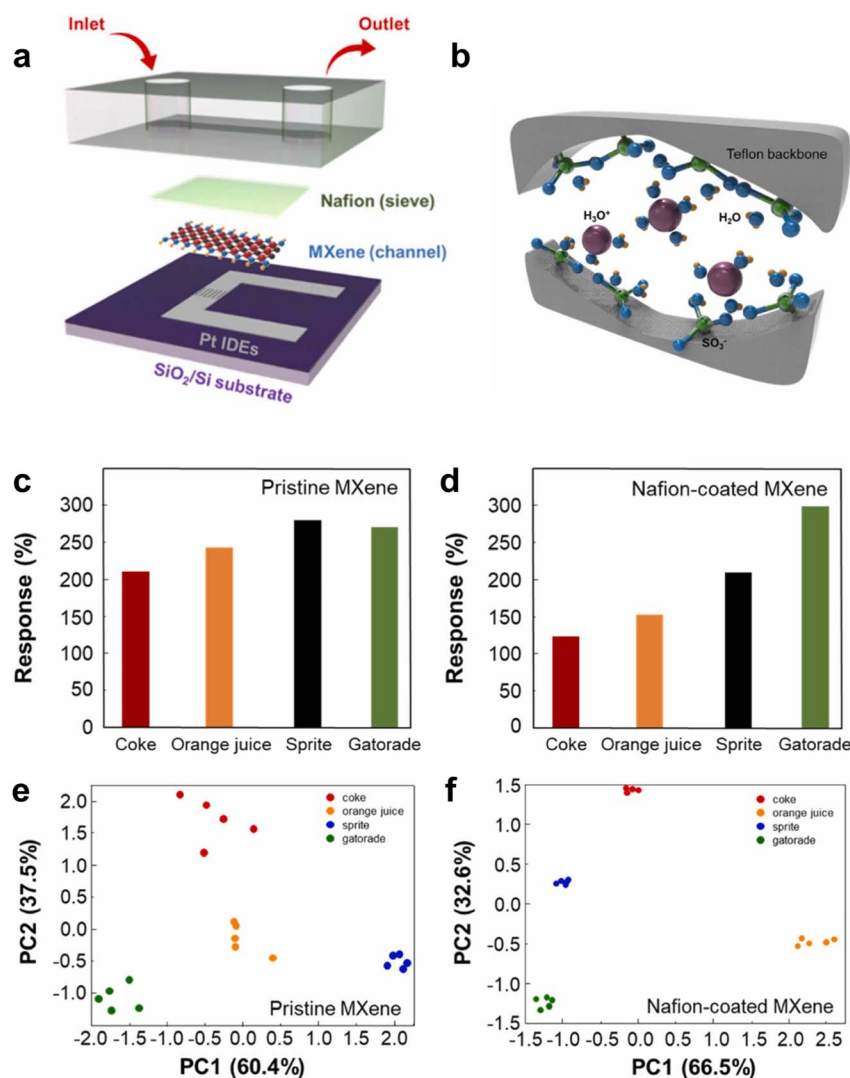 a
Inlet
Outlet
Nafion (sieve)
MXene (channel)
Pt IDEs
SiO₂/Si substrate
b
Teflon backbone
H₃O⁺
H₂O
SO₃⁻
c
Pristine MXene
Response (%)
300
250
200
150
100
50
0
Coke Orange juice Sprite Gatorade
d
Nafion-coated MXene
Response (%)
300
250
200
150
100
50
0
Coke Orange juice Sprite Gatorade
e
coke
orange juice
sprite
gatorade
PC2 (37.5%)
2.0
1.5
1.0
0.5
0.0
-0.5
-1.0
Pristine MXene
-2.0 -1.5 -1.0 -0.5 0.0 0.5 1.0 1.5 2.0
PC1 (60.4%)
f
coke
orange juice
sprite
gatorade
PC2 (32.6%)
1.5
1.0
0.5
0.0
-0.5
-1.0
-1.5
Nafion-coated MXene
-1.5 -1.0 -0.5 0.0 0.5 1.0 1.5 2.0 2.5
PC1 (66.5%)